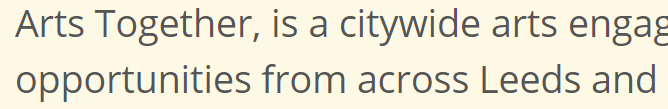 Arts Together, is a citywide arts engag
opportunities from across Leeds and